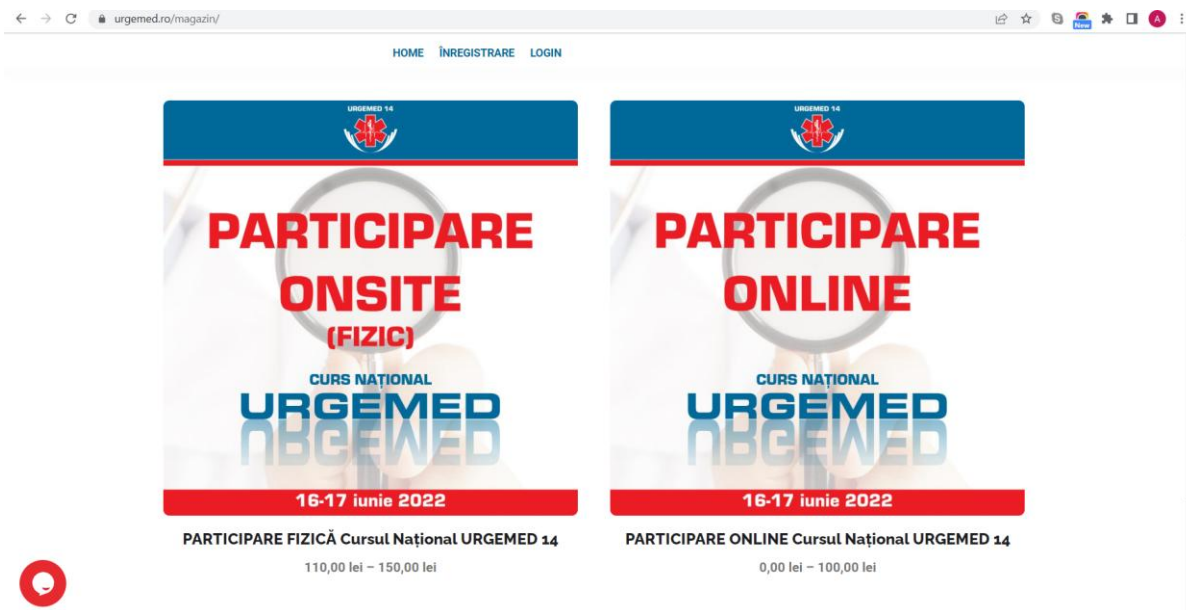 urgemed.ro/magazin/
New
A
HOME ÎNREGISTRARE LOGIN
URGEMED 14
PARTICIPARE
ONSITE
(FIZIC)
CURS NAȚIONAL
URGEMED
16-17 iunie 2022
PARTICIPARE FIZICĂ Cursul Național URGEMED 14
110,00 lei – 150,00 lei
URGEMED 14
PARTICIPARE
ONLINE
CURS NAȚIONAL
URGEMED
16-17 iunie 2022
PARTICIPARE ONLINE Cursul Național URGEMED 14
0,00 lei – 100,00 lei